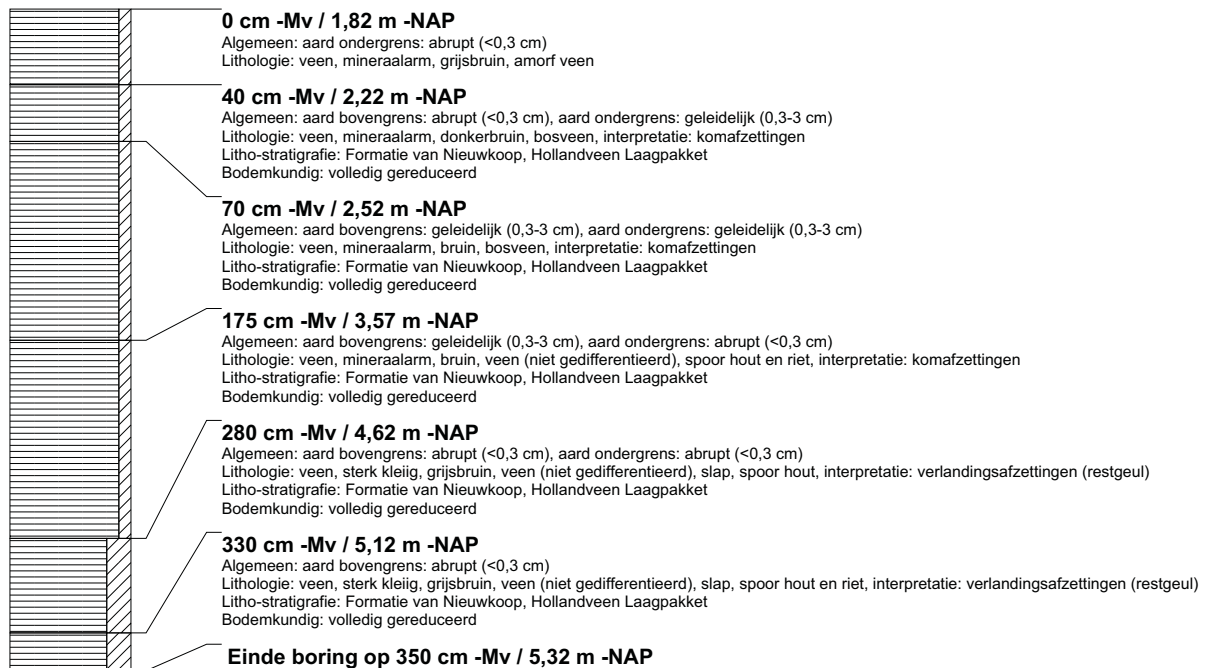 0 cm -Mv / 1,82 m -NAP
Algemeen: aard ondergrens: abrupt (<0,3 cm)
Lithologie: veen, mineraalarm, grijsbruin, amorf veen
40 cm -Mv / 2,22 m -NAP
Algemeen: aard bovengrens: abrupt (<0,3 cm), aard ondergrens: geleidelijk (0,3-3 cm)
Lithologie: veen, mineraalarm, donkerbruin, bosveen, interpretatie: komafzettingen
Litho-stratigrafie: Formatie van Nieuwkoop, Hollandveen Laagpakket
Bodemkundig: volledig gereduceerd
70 cm -Mv / 2,52 m -NAP
Algemeen: aard bovengrens: geleidelijk (0,3-3 cm), aard ondergrens: geleidelijk (0,3-3 cm)
Lithologie: veen, mineraalarm, bruin, bosveen, interpretatie: komafzettingen
Litho-stratigrafie: Formatie van Nieuwkoop, Hollandveen Laagpakket
Bodemkundig: volledig gereduceerd
175 cm -Mv / 3,57 m -NAP
Algemeen: aard bovengrens: geleidelijk (0,3-3 cm), aard ondergrens: abrupt (<0,3 cm)
Lithologie: veen, mineraalarm, bruin, veen (niet gedifferentieerd), spoor hout en riet, interpretatie: komafzettingen
Litho-stratigrafie: Formatie van Nieuwkoop, Hollandveen Laagpakket
Bodemkundig: volledig gereduceerd
280 cm -Mv / 4,62 m -NAP
Algemeen: aard bovengrens: abrupt (<0,3 cm), aard ondergrens: abrupt (<0,3 cm)
Lithologie: veen, sterk kleiig, grijsbruin, veen (niet gedifferentieerd), slap, spoor hout, interpretatie: verlandingsafzettingen (restgeul)
Litho-stratigrafie: Formatie van Nieuwkoop, Hollandveen Laagpakket
Bodemkundig: volledig gereduceerd
330 cm -Mv / 5,12 m -NAP
Algemeen: aard bovengrens: abrupt (<0,3 cm)
Lithologie: veen, sterk kleiig, grijsbruin, veen (niet gedifferentieerd), slap, spoor hout en riet, interpretatie: verlandingsafzettingen (restgeul)
Litho-stratigrafie: Formatie van Nieuwkoop, Hollandveen Laagpakket
Bodemkundig: volledig gereduceerd
Einde boring op 350 cm -Mv / 5,32 m -NAP